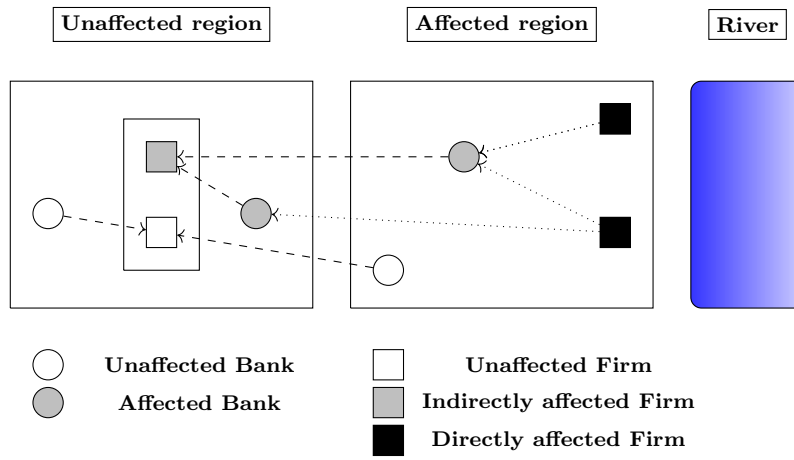 Unaffected region
Affected region
River
Unaffected Bank
Unaffected Firm
Affected Bank
Indirectly affected Firm
Directly affected Firm